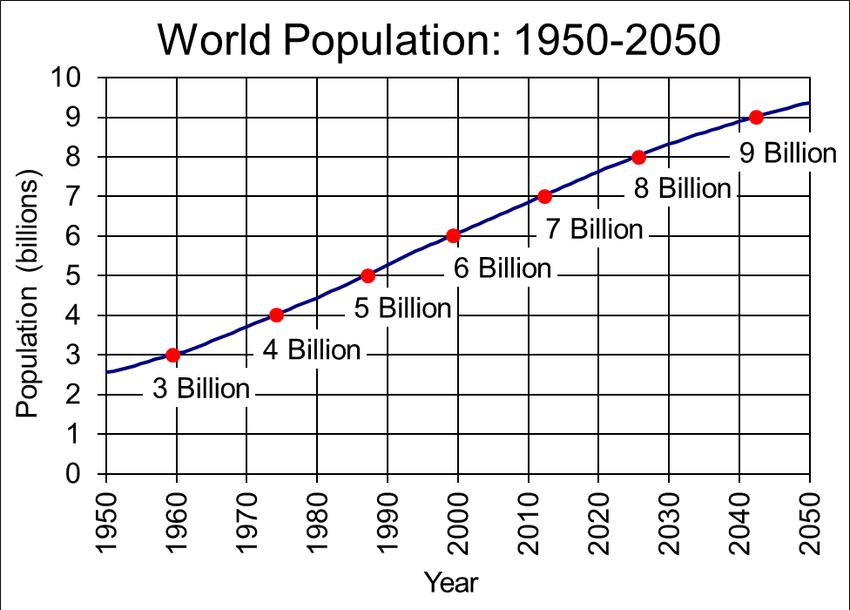 World Population: 1950-2050
Population (billions)
10
9
8
7
6
5
4
3
2
1
0
9 Billion
8 Billion
7 Billion
6 Billion
5 Billion
4 Billion
3 Billion
1950
1960
1970
1980
1990
2000
2010
2020
2030
2040
2050
Year